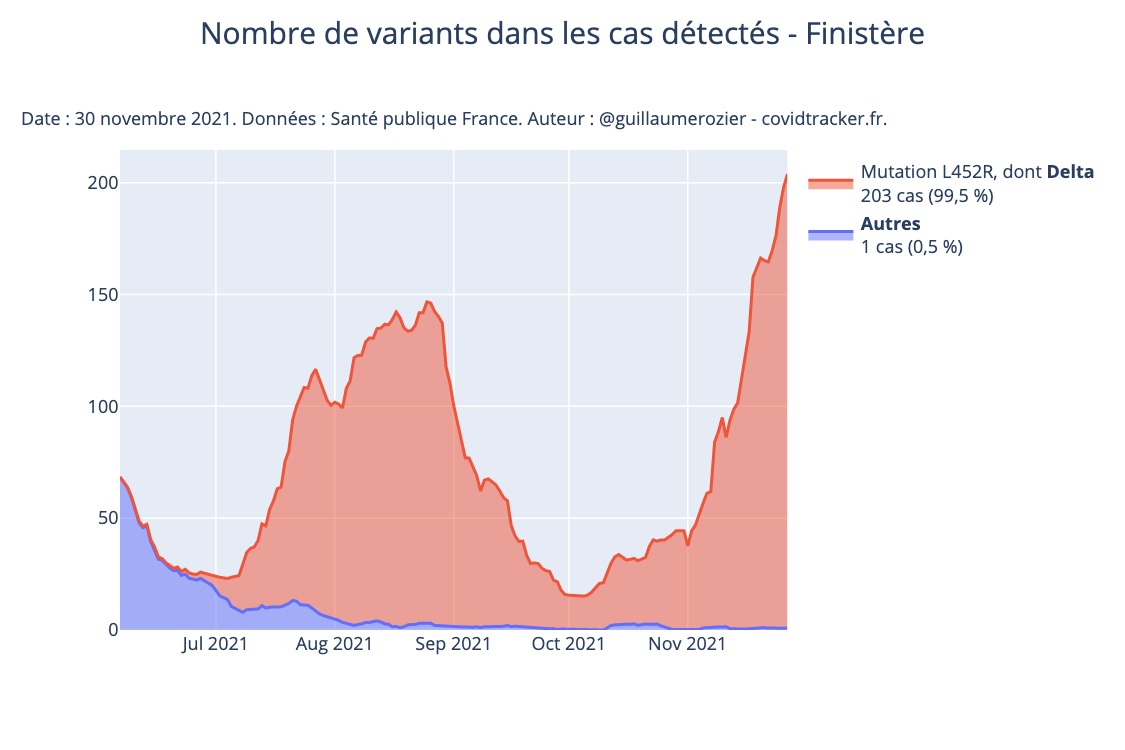 Nombre de variants dans les cas détectés - Finistère
Date : 30 novembre 2021. Données : Santé publique France. Auteur : @guillaumerozier - covidtracker.fr.
Mutation L452R, dont Delta
203 cas (99,5 %)
Autres
1 cas (0,5 %)
200
150
100
50
0
Jul 2021
Aug 2021
Sep 2021
Oct 2021
Nov 2021